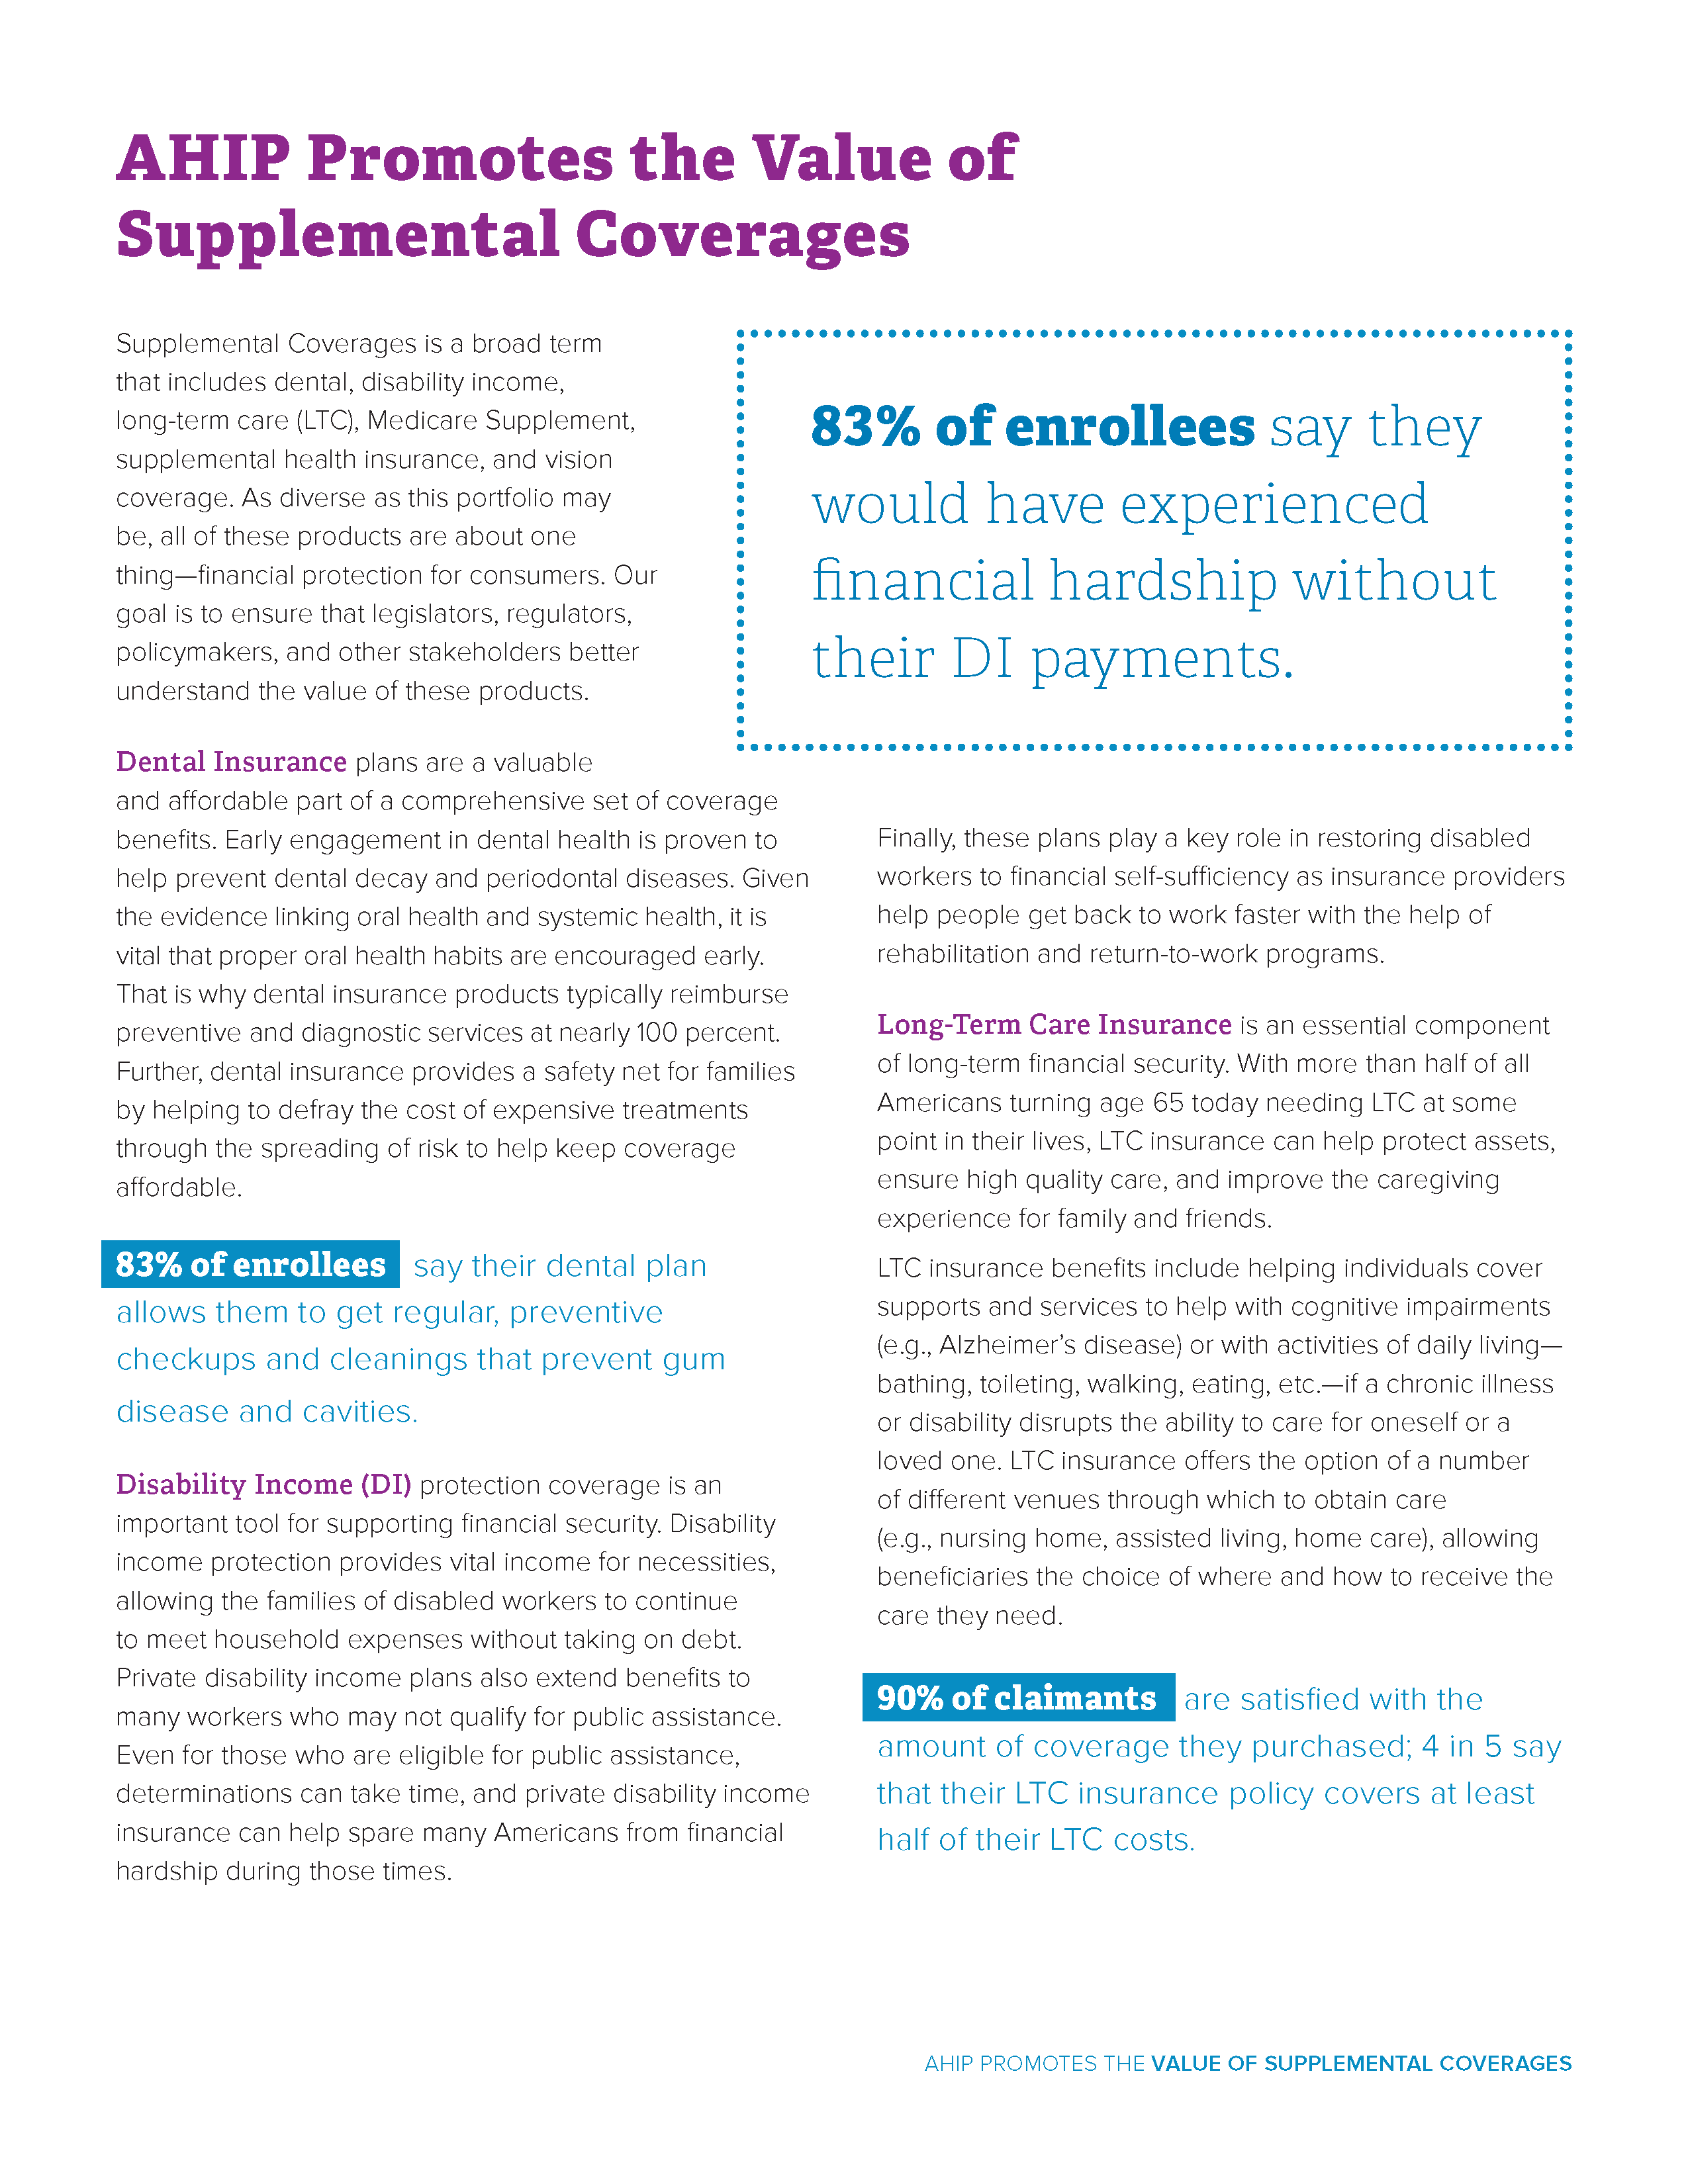 AHIP Promotes the Value of
Supplemental Coverages
Supplemental Coverages is a broad term
that includes dental, disability income,
long-term care (LTC), Medicare Supplement,
supplemental health insurance, and vision
coverage. As diverse as this portfolio may
be, all of these products are about one
thing—financial protection for consumers. Our
goal is to ensure that legislators, regulators,
policymakers, and other stakeholders better
understand the value of these products.
83% of enrollees say they
would have experienced
financial hardship without
their DI payments.
Dental Insurance plans are a valuable
and affordable part of a comprehensive set of coverage
benefits. Early engagement in dental health is proven to
help prevent dental decay and periodontal diseases. Given
the evidence linking oral health and systemic health, it is
vital that proper oral health habits are encouraged early.
That is why dental insurance products typically reimburse
preventive and diagnostic services at nearly 100 percent.
Further, dental insurance provides a safety net for families
by helping to defray the cost of expensive treatments
through the spreading of risk to help keep coverage
affordable.
83% of enrollees say their dental plan
allows them to get regular, preventive
checkups and cleanings that prevent gum
disease and cavities.
Disability Income (DI) protection coverage is an
important tool for supporting financial security. Disability
income protection provides vital income for necessities,
allowing the families of disabled workers to continue
to meet household expenses without taking on debt.
Private disability income plans also extend benefits to
many workers who may not qualify for public assistance.
Even for those who are eligible for public assistance,
determinations can take time, and private disability income
insurance can help spare many Americans from financial
hardship during those times.
Finally, these plans play a key role in restoring disabled
workers to financial self-sufficiency as insurance providers
help people get back to work faster with the help of
rehabilitation and return-to-work programs.
Long-Term Care Insurance is an essential component
of long-term financial security. With more than half of all
Americans turning age 65 today needing LTC at some
point in their lives, LTC insurance can help protect assets,
ensure high quality care, and improve the caregiving
experience for family and friends.
LTC insurance benefits include helping individuals cover
supports and services to help with cognitive impairments
(e.g., Alzheimer’s disease) or with activities of daily living—
bathing, toileting, walking, eating, etc.—if a chronic illness
or disability disrupts the ability to care for oneself or a
loved one. LTC insurance offers the option of a number
of different venues through which to obtain care
(e.g., nursing home, assisted living, home care), allowing
beneficiaries the choice of where and how to receive the
care they need.
90% of claimants are satisfied with the
amount of coverage they purchased; 4 in 5 say
that their LTC insurance policy covers at least
half of their LTC costs.
AHIP PROMOTES THE VALUE OF SUPPLEMENTAL COVERAGES